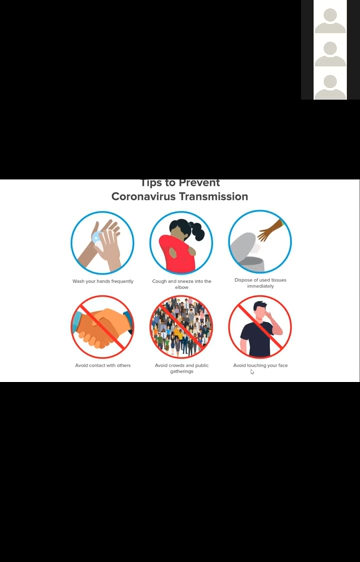 Tips to Prevent
Coronavirus Transmission
Wash your hands frequently
Cough and sneeze into the
elbow
Dispose of used tissues
immediately
Avoid contact with others
Avoid crowds and public
gatherings
Avoid touching your face